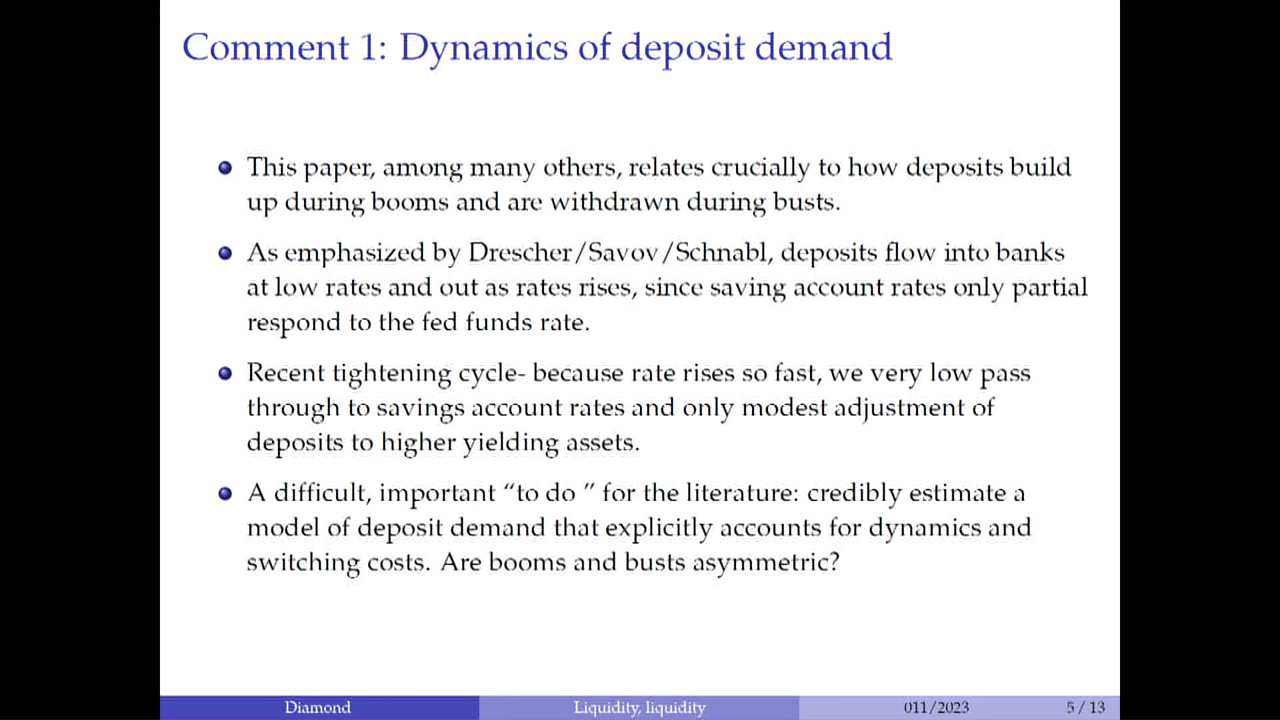 Comment 1: Dynamics of deposit demand
This paper, among many others, relates crucially to how deposits build
up during booms and are withdrawn during busts.
As emphasized by Drescher/Savov/Schnabl, deposits flow into banks
at low rates and out as rates rises, since saving account rates only partial
respond to the fed funds rate.
Recent tightening cycle- because rate rises so fast, we very low pass
through to savings account rates and only modest adjustment of
deposits to higher yielding assets.
A difficult, important “to do ” for the literature: credibly estimate a
model of deposit demand that explicitly accounts for dynamics and
switching costs. Are booms and busts asymmetric?
Diamond Liquidity, liquidity 011/2023 5 / 13